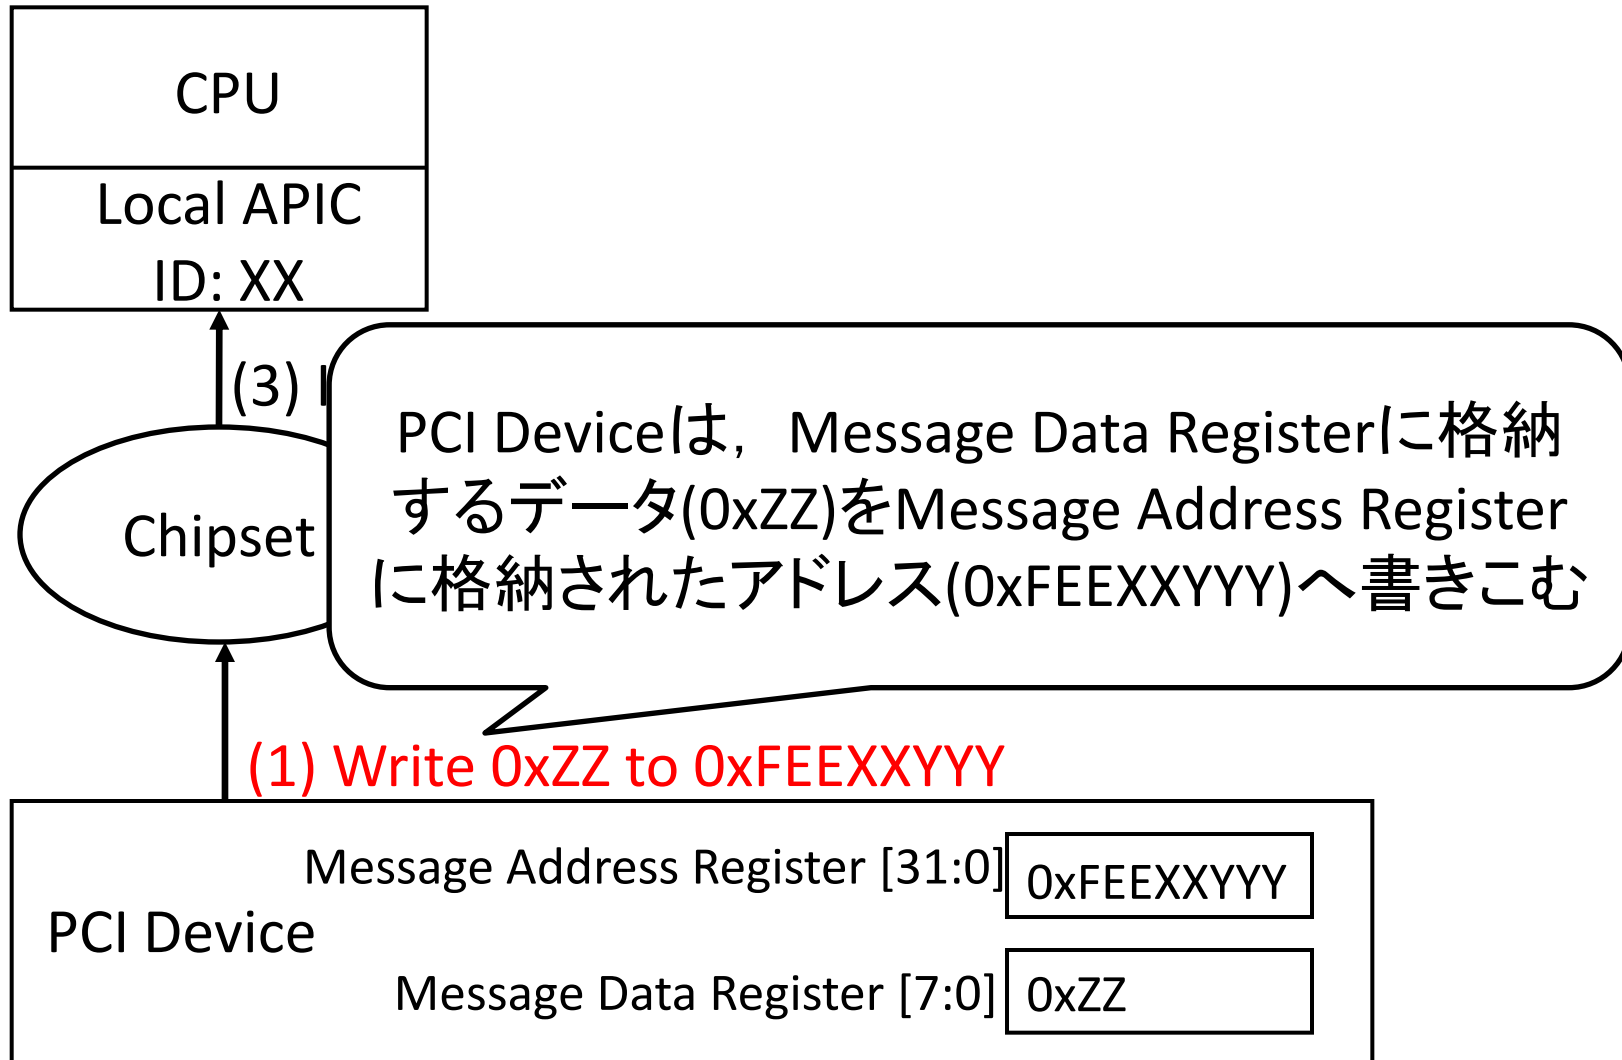 CPU
Local APIC
ID: XX
(3)
PCI Deviceは，Message Data Registerに格納
するデータ(0xZZ)をMessage Address Register
に格納されたアドレス(0xFEEXXYYY)へ書きこむ
Chipset
(1) Write 0xZZ to 0xFEEXXYYY
Message Address Register [31:0]
0xFEEXXYYY
PCI Device
Message Data Register [7:0]
0xZZ